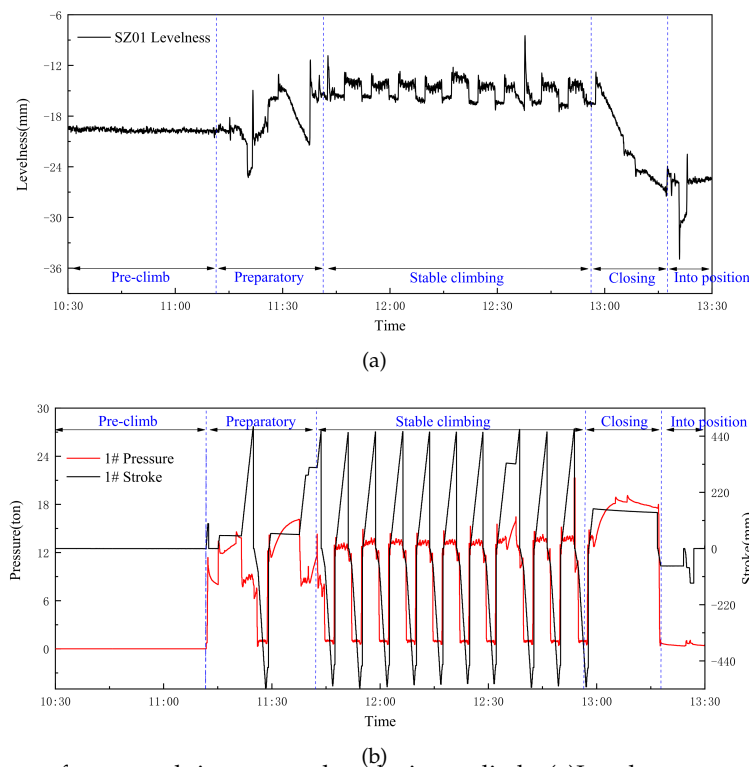 SZ01 Levelness
Levelness(mm)
-6
-12
-18
-24
-30
-36
Pre-climb Preparatory Stable climbing Closing Into position
10:30 11:00 11:30 12:00 12:30 13:00 13:30
Time
(a)
Pre-climb Preparatory Stable climbing Closing Into position
1# Pressure
1# Stroke
Pressure(ton)
30
24
18
12
6
0
Stroke(mm)
440
220
0
-220
-440
10:30 11:00 11:30 12:00 12:30 13:00 13:30
Time
(b)